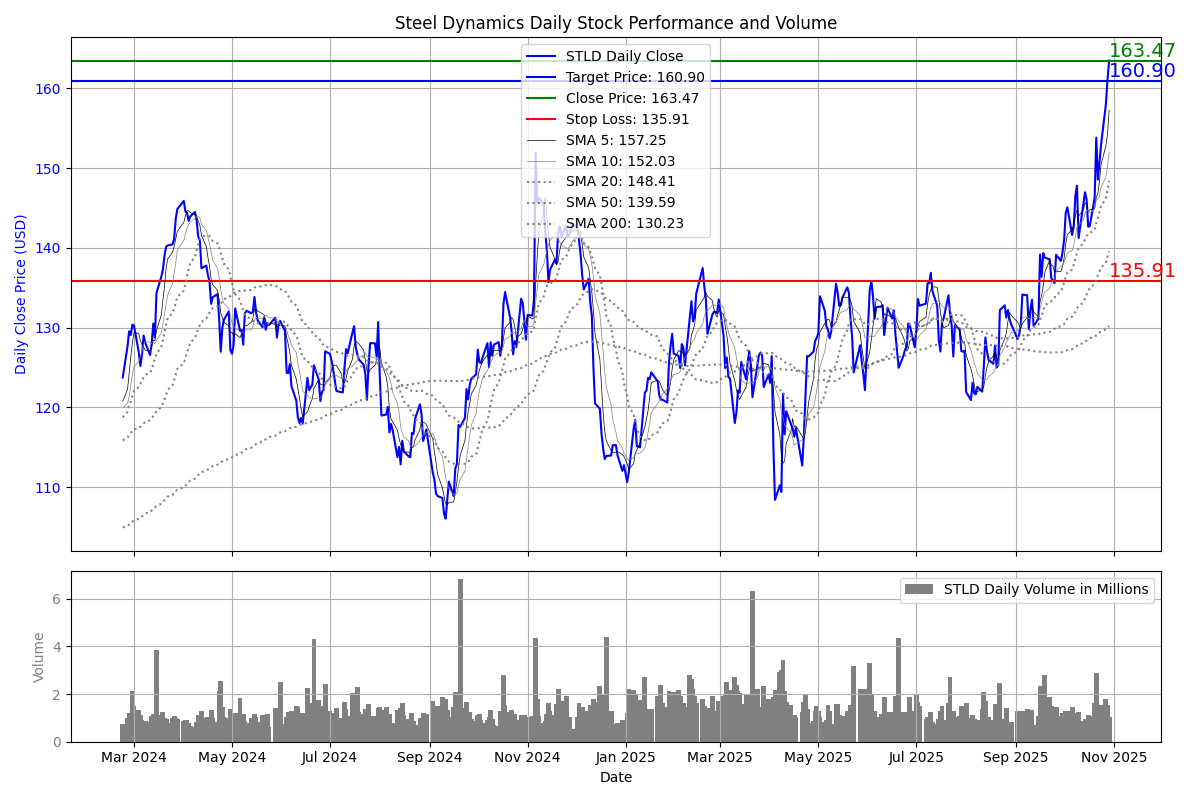 Steel Dynamics Daily Stock Performance and Volume
163.47
160.90
135.91
STLD Daily Close
Target Price: 160.90
Close Price: 163.47
Stop Loss: 135.91
SMA 5: 157.25
SMA 10: 152.03
SMA 20: 148.41
SMA 50: 139.59
SMA 200: 130.23
Daily Close Price (USD)
160
150
140
130
120
110
STLD Daily Volume in Millions
Volume
6
4
2
0
Mar 2024 May 2024 Jul 2024 Sep 2024 Nov 2024 Jan 2025 Mar 2025 May 2025 Jul 2025 Sep 2025 Nov 2025
Date